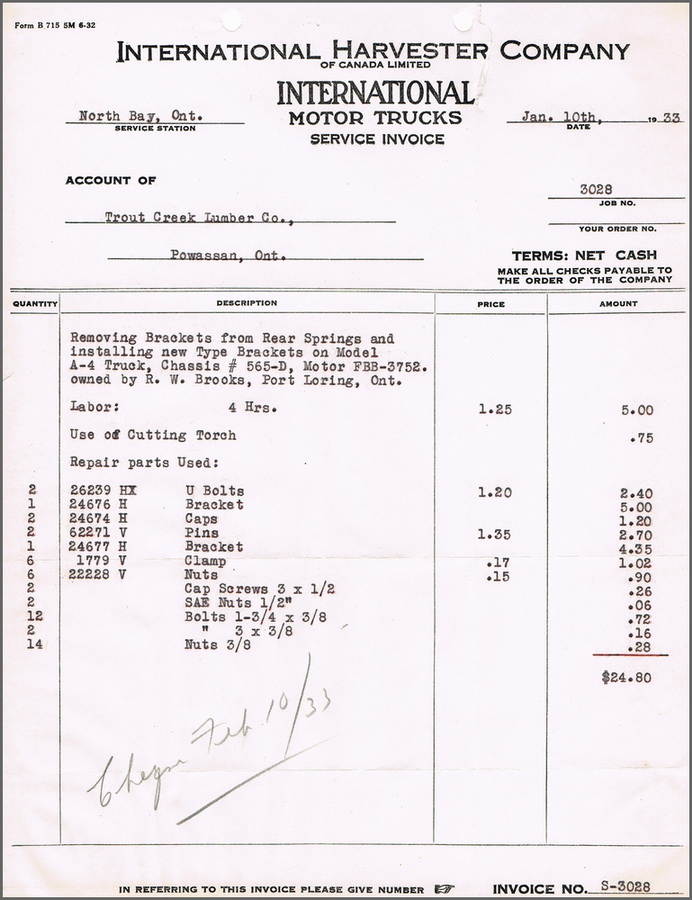 Form B 715 5M 6-32
INTERNATIONAL HARVESTER COMPANY
OF CANADA LIMITED
INTERNATIONAL
MOTOR TRUCKS
SERVICE INVOICE
North Bay, Ont.
SERVICE STATION
Jan. 10th, 1933
DATE
ACCOUNT OF
Trout Creek Lumber Co.,
Powassan, Ont.
3028
JOB NO.
YOUR ORDER NO.
TERMS: NET CASH
MAKE ALL CHECKS PAYABLE TO
THE ORDER OF THE COMPANY
QUANTITY DESCRIPTION PRICE AMOUNT
Removing Brackets from Rear Springs and
installing new Type Brackets on Model
A-4 Truck, Chassis # 565-D, Motor FBB-3752.
owned by R. W. Brooks, Port Loring, Ont.
Labor: 4 Hrs. 1.25 5.00
Use of Cutting Torch .75
Repair parts Used:
2 26239 HX U Bolts 1.20 2.40
1 24676 H Bracket 5.00
2 24674 H Caps 1.20
2 62271 V Pins 1.35 2.70
1 24677 H Bracket 4.35
6 1779 V Clamp .17 1.02
6 22228 V Nuts .15 .90
2 Cap Screws 3 x 1/2 .26
2 SAE Nuts 1/2" .06
12 Bolts 1-3/4 x 3/8 .72
2 " 3 x 3/8 .16
14 Nuts 3/8 .28
$24.80
Cheque Feb 10/33
IN REFERRING TO THIS INVOICE PLEASE GIVE NUMBER ☞ INVOICE NO. S-3028